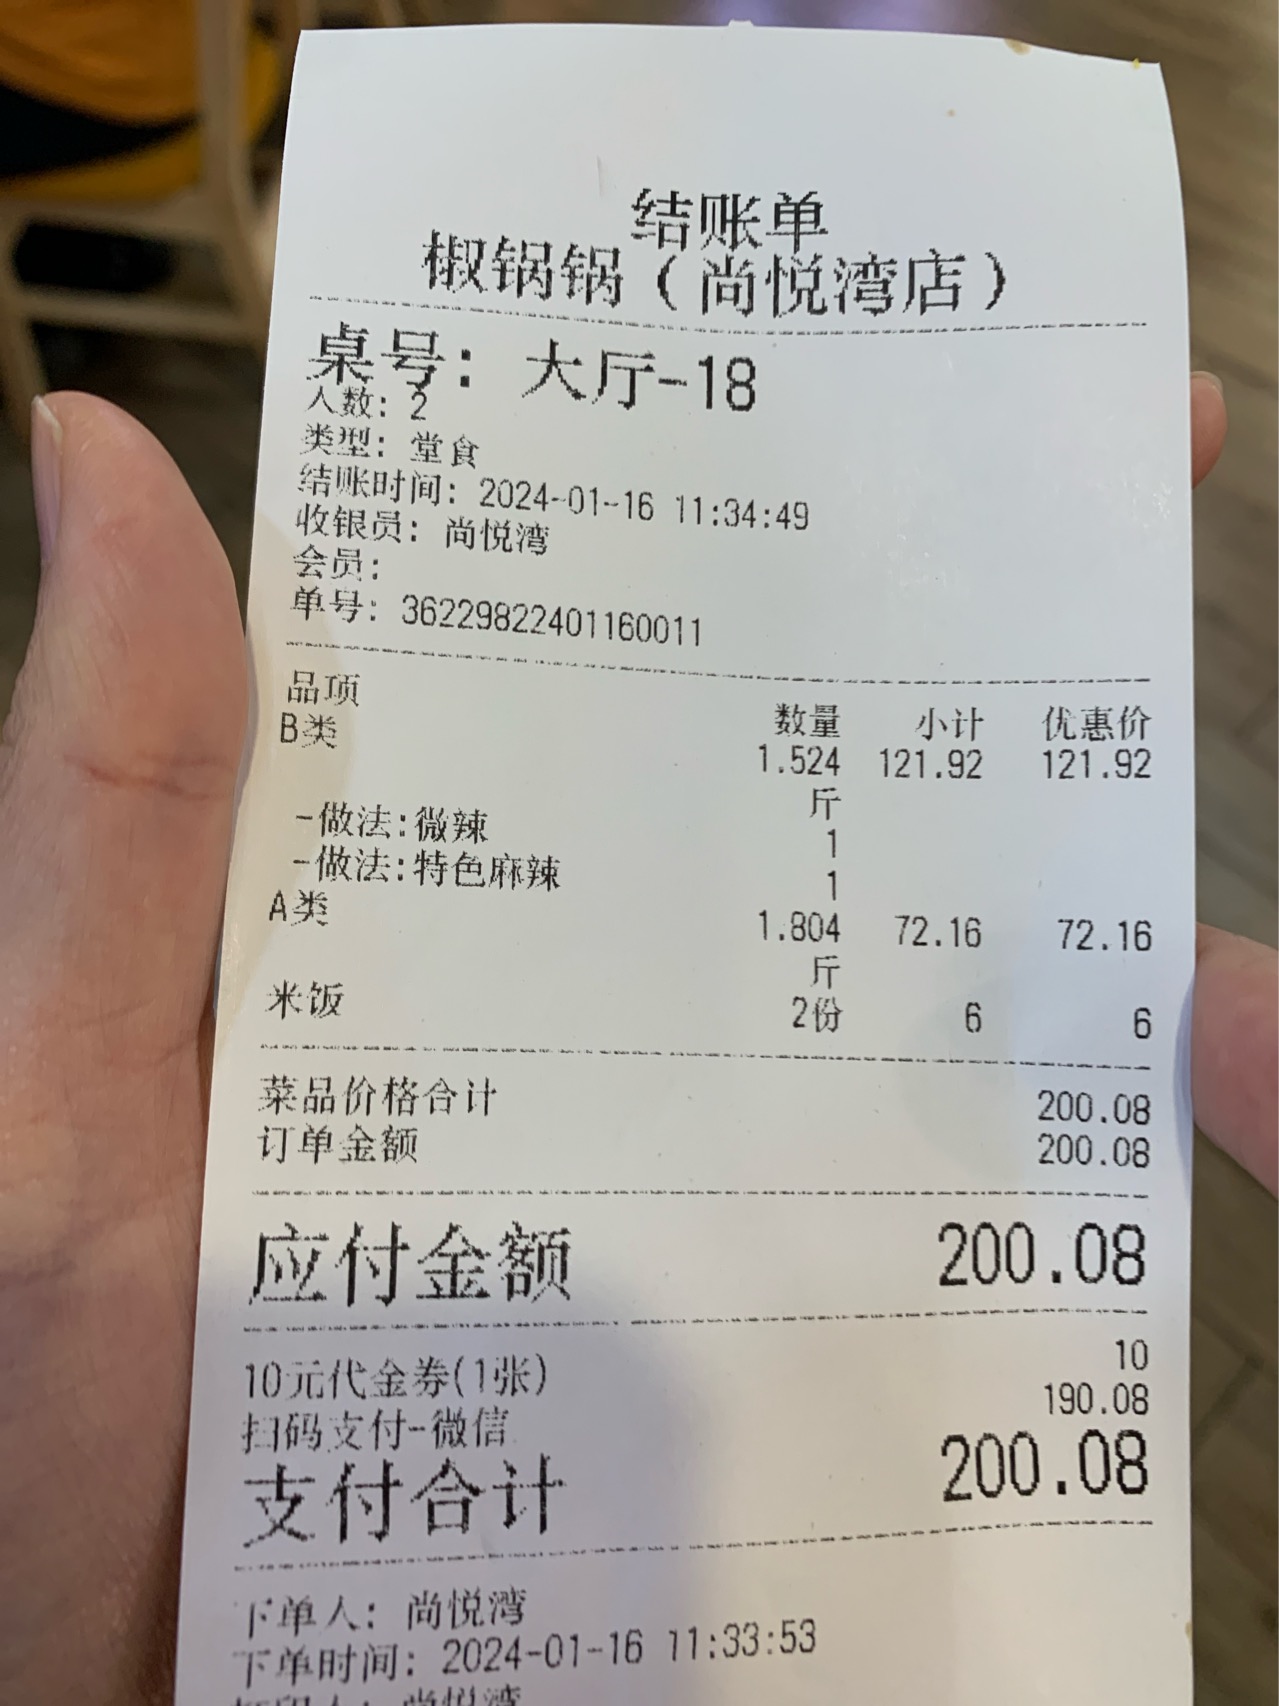 结账单
椒锅锅（尚悦湾店）
桌号：大厅-18
人数：2
类型：堂食
结账时间：2024-01-16 11:34:49
收银员：尚悦湾
会员：
单号：36229822401160011
品项 数量 小计 优惠价
B类 1.524 121.92 121.92
斤
-做法:微辣 1
-做法:特色麻辣 1
A类 1.804 72.16 72.16
斤
米饭 2份 6 6
菜品价格合计 200.08
订单金额 200.08
应付金额 200.08
10元代金券(1张) 10
扫码支付-微信 190.08
支付合计 200.08
下单人：尚悦湾
下单时间：2024-01-16 11:33:53
尚悦湾